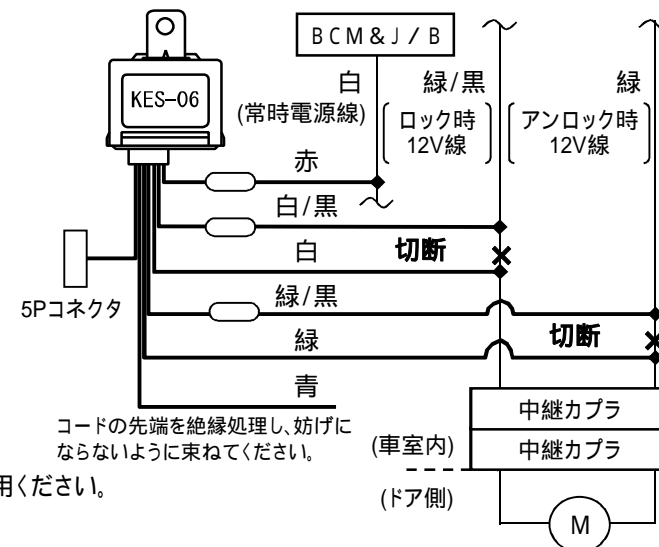 BCM&J/B
KES-06
白
(常時電源線)
緑/黒
ロック時
12V線
緑
アンロック時
12V線
赤
白/黒
白
切断
緑/黒
切断
緑
青
5Pコネクタ
コードの先端を絶縁処理し、妨げに
ならないように束ねてください。
用ください。
(車室内)
(ドア側)
中継カプラ
中継カプラ
M